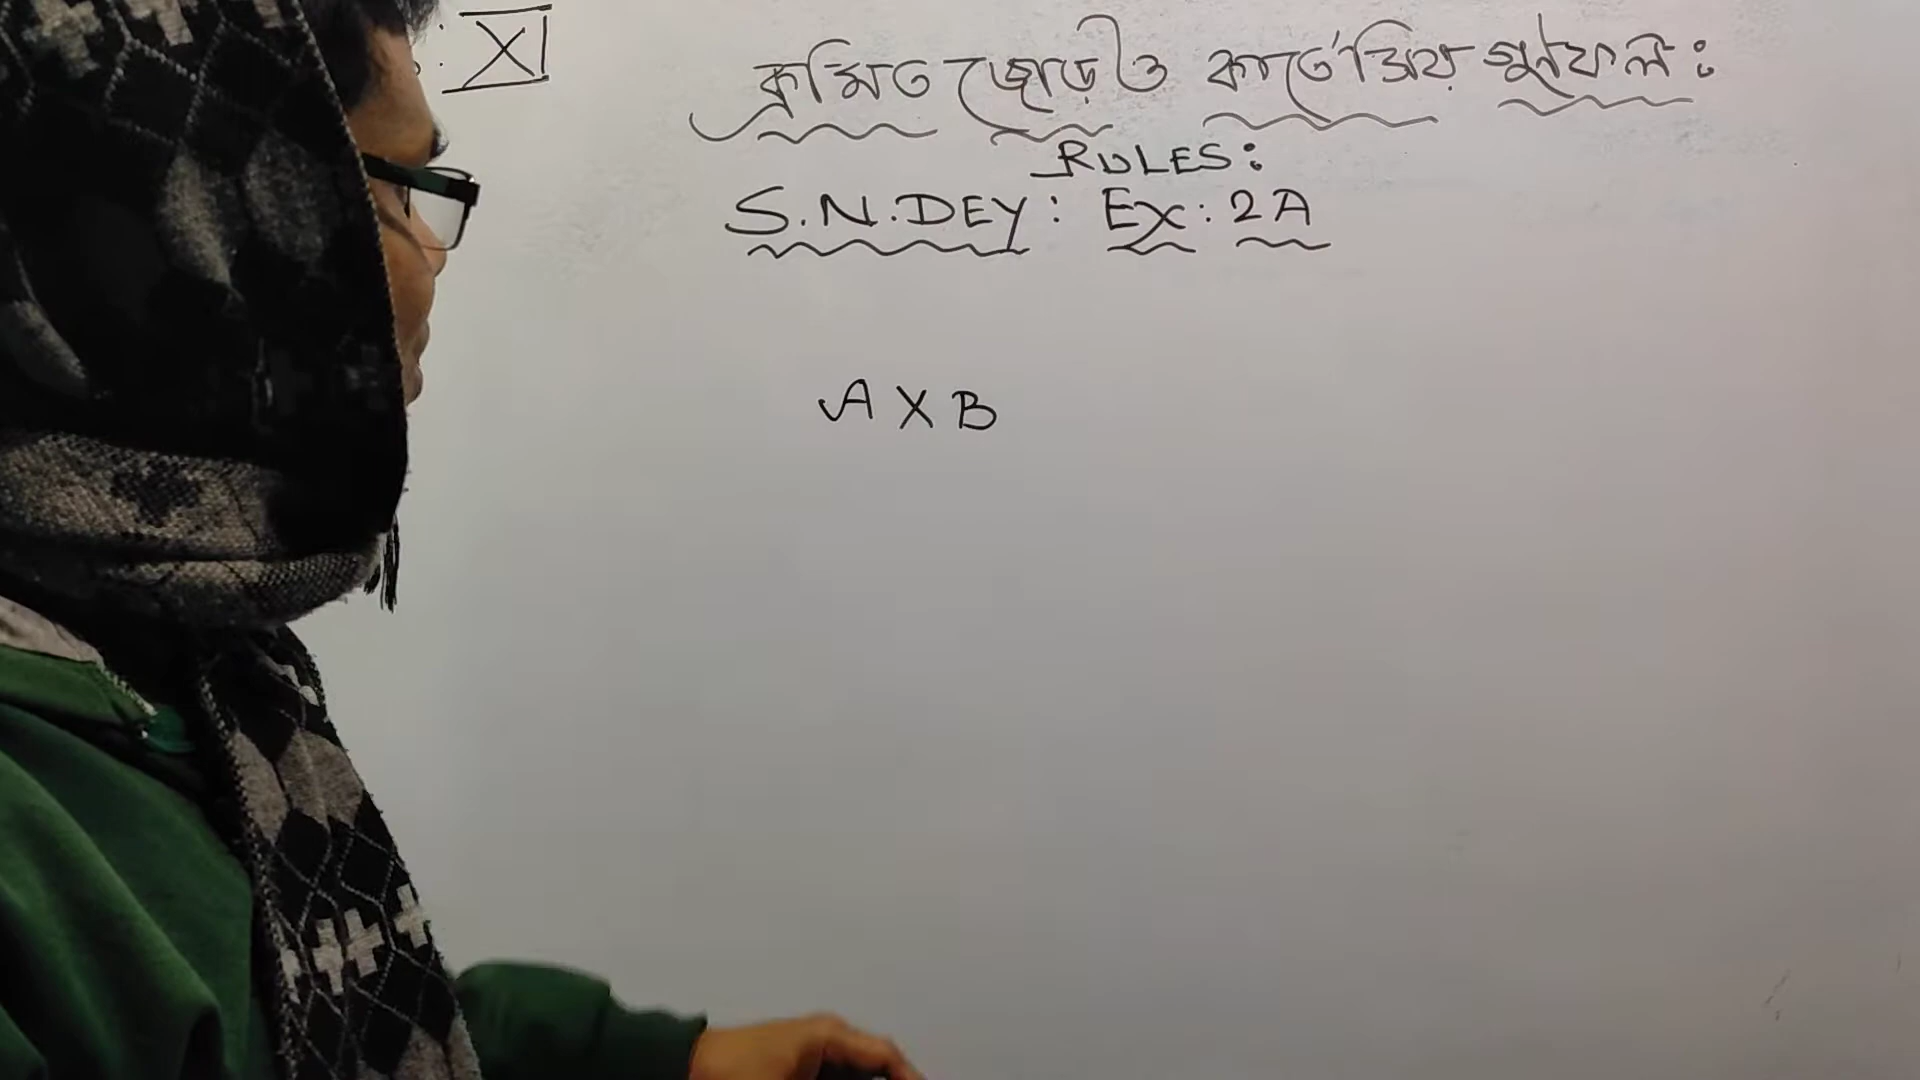 : XI
ক্রমিত জোড় ও কার্তেসিয় গুণফল :
RULES:
S.N.DEY: Ex: 2A
A X B